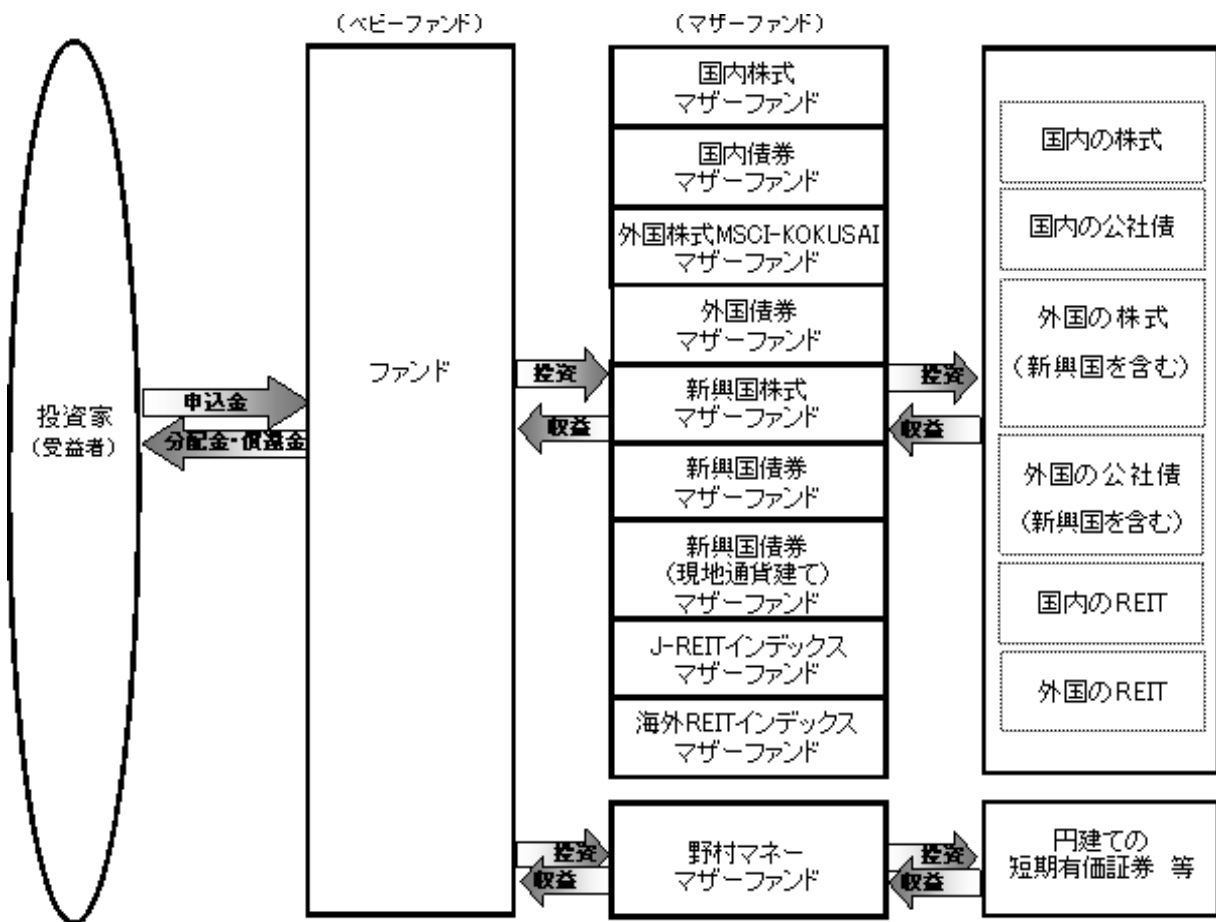 （ベビーファンド）
（マザーファンド）
投資家
（受益者）
申込金
分配金・償還金
ファンド
投資
収益
国内株式
マザーファンド
国内債券
マザーファンド
外国株式MSCI-KOKUSAI
マザーファンド
外国債券
マザーファンド
新興国株式
マザーファンド
新興国債券
マザーファンド
新興国債券
（現地通貨建て）
マザーファンド
J-REITインデックス
マザーファンド
海外REITインデックス
マザーファンド
投資
収益
国内の株式
国内の公社債
外国の株式
（新興国を含む）
外国の公社債
（新興国を含む）
国内のREIT
外国のREIT
投資
収益
野村マネー
マザーファンド
投資
収益
円建ての
短期有価証券 等